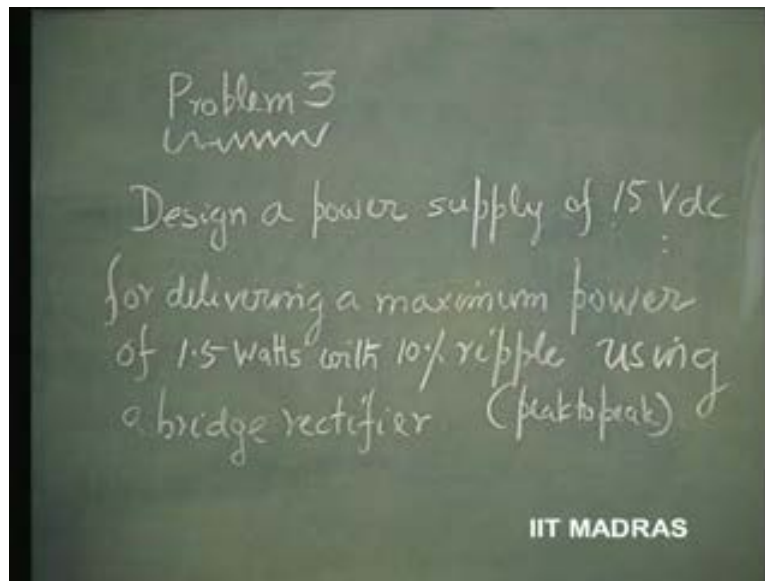 Problem 3
Design a power supply of 15 Vdc
for delivering a maximum power
of 1.5 Watts with 10% ripple using
a bridge rectifier (peak to peak)
IIT MADRAS